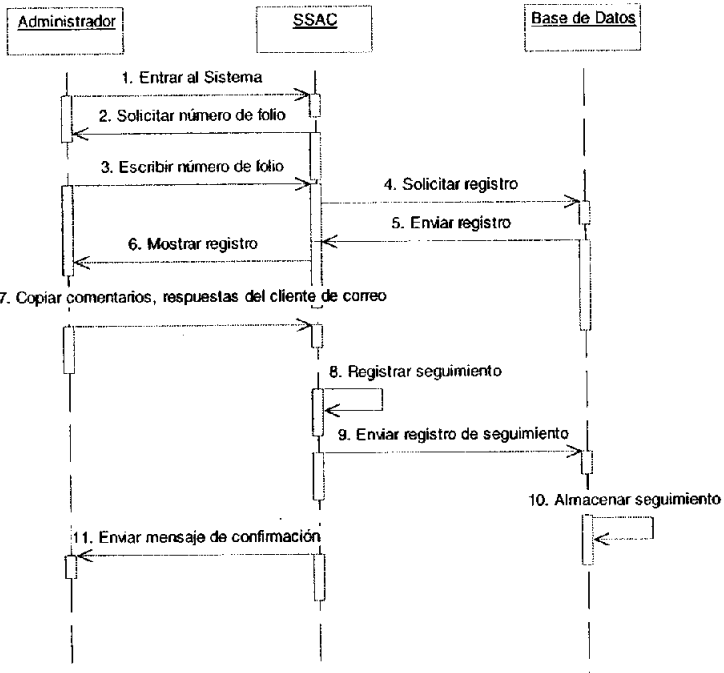 Administrador
SSAC
Base de Datos
1. Entrar al Sistema
2. Solicitar número de folio
3. Escribir número de folio
4. Solicitar registro
5. Enviar registro
6. Mostrar registro
7. Copiar comentarios, respuestas del cliente de correo
8. Registrar seguimiento
9. Enviar registro de seguimiento
10. Almacenar seguimiento
11. Enviar mensaje de confirmación